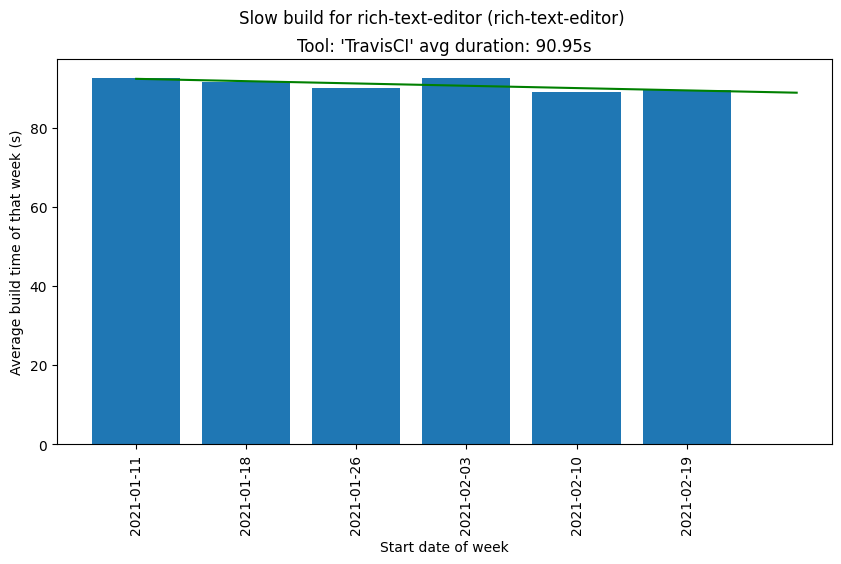 Slow build for rich-text-editor (rich-text-editor)
Tool: 'TravisCI' avg duration: 90.95s
Average build time of that week (s)
80
60
40
20
0
2021-01-11
2021-01-18
2021-01-26
2021-02-03
2021-02-10
2021-02-19
Start date of week